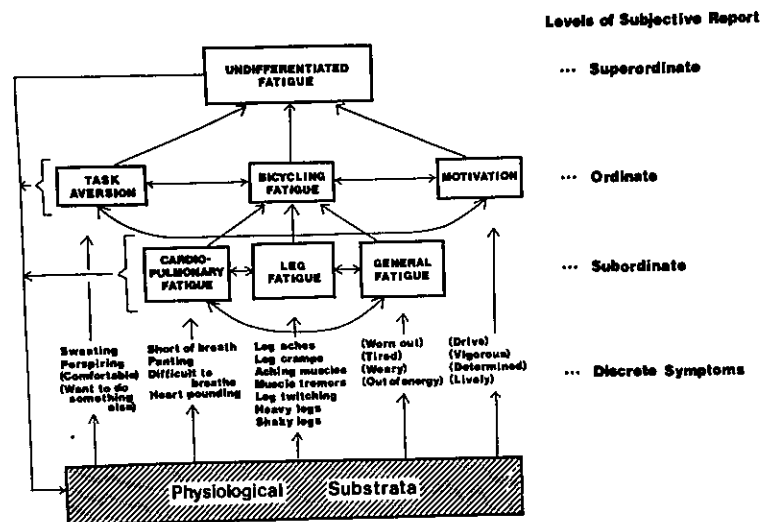 Levels of Subjective Report
UNDIFFERENTIATED
FATIGUE
... Superordinate
TASK
AVERSION
BICYCLING
FATIGUE
MOTIVATION
... Ordinate
CARDIO-
PULMONARY
FATIGUE
LEG
FATIGUE
GENERAL
FATIGUE
... Subordinate
Sweating
Perspiring
(Comfortable)
(Want to do
something
else)
Short of breath
Panting
Difficult to
breathe
Heart pounding
Leg aches
Leg cramps
Aching muscles
Muscle tremors
Leg twitching
Heavy legs
Shaky legs
(Worn out)
(Tired)
(Weary)
(Out of energy)
(Drive)
(Vigorous)
(Determined)
(Lively)
... Discrete Symptoms
Physiological Substrata